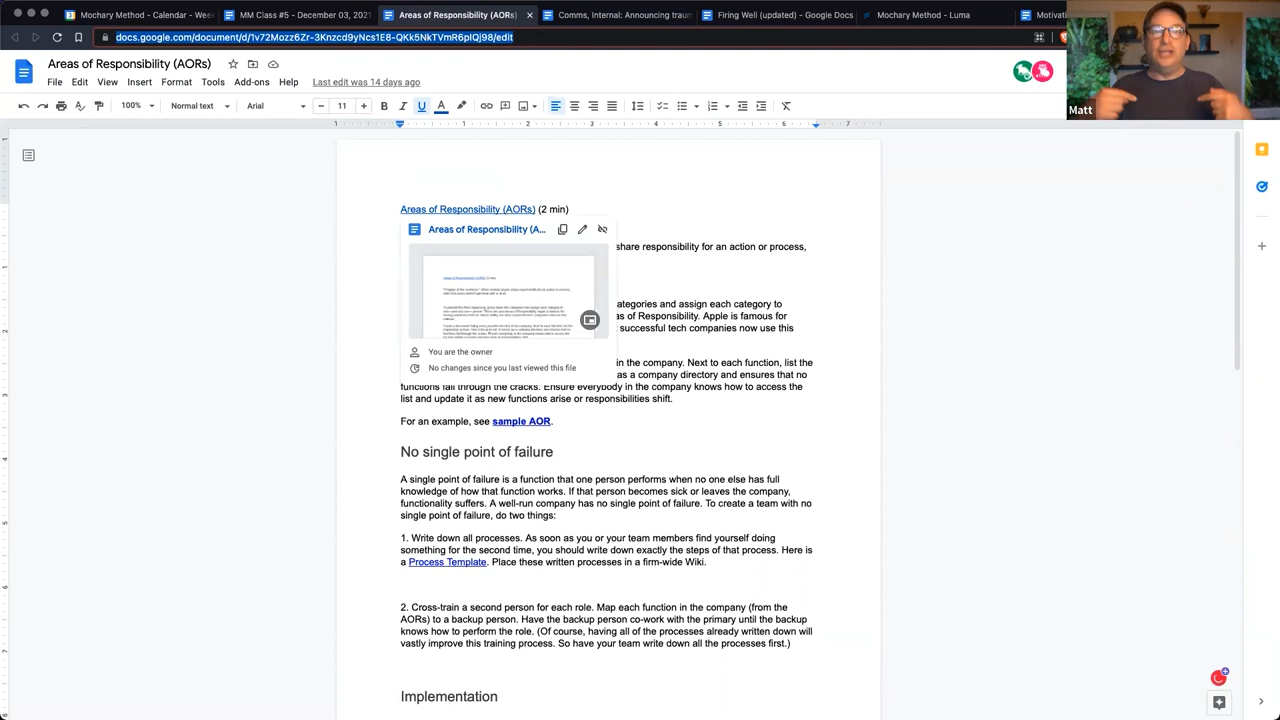 Mochary Method - Calendar - Week
MM Class #5 - December 03, 2021
Areas of Responsibility (AORs)
Comms, Internal: Announcing traum
Firing Well (updated) - Google Docs
Mochary Method - Luma
Motivati
docs.google.com/document/d/1v72Mozz6Zr-3Knzcd9yNcs1E8-QKk5NkTVmR6pIQj98/edit
Areas of Responsibility (AORs)
File Edit View Insert Format Tools Add-ons Help Last edit was 14 days ago
100% Normal text Arial 11 B I U A
1 1 2 3 4 5 6 7
Matt
Areas of Responsibility (AORs) (2 min)
Areas of Responsibility (A...
share responsibility for an action or process,
ategories and assign each category to
as of Responsibility. Apple is famous for
t successful tech companies now use this
You are the owner
No changes since you last viewed this file
in the company. Next to each function, list the
as a company directory and ensures that no
functions fall through the cracks. Ensure everybody in the company knows how to access the
list and update it as new functions arise or responsibilities shift.
For an example, see sample AOR.
No single point of failure
A single point of failure is a function that one person performs when no one else has full
knowledge of how that function works. If that person becomes sick or leaves the company,
functionality suffers. A well-run company has no single point of failure. To create a team with no
single point of failure, do two things:
1. Write down all processes. As soon as you or your team members find yourself doing
something for the second time, you should write down exactly the steps of that process. Here is
a Process Template. Place these written processes in a firm-wide Wiki.
2. Cross-train a second person for each role. Map each function in the company (from the
AORs) to a backup person. Have the backup person co-work with the primary until the backup
knows how to perform the role. (Of course, having all of the processes already written down will
vastly improve this training process. So have your team write down all the processes first.)
Implementation